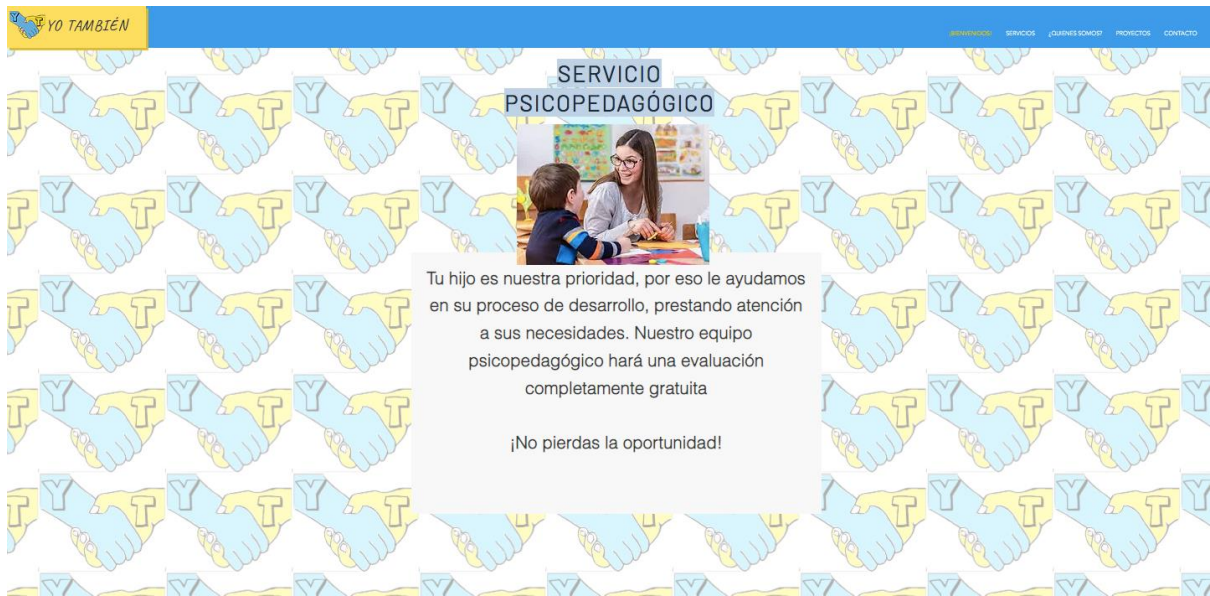 YO TAMBIÉN
¡BIENVENIDOS! SERVICIOS ¿QUIENES SOMOS? PROYECTOS CONTACTO
SERVICIO
PSICOPEDAGÓGICO
Tu hijo es nuestra prioridad, por eso le ayudamos
en su proceso de desarrollo, prestando atención
a sus necesidades. Nuestro equipo
psicopedagógico hará una evaluación
completamente gratuita
¡No pierdas la oportunidad!